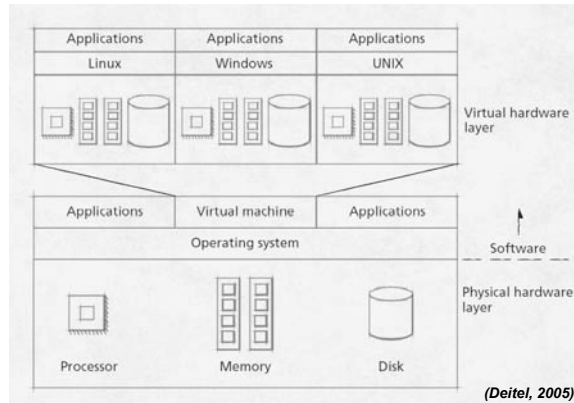 Applications Applications Applications
Linux Windows UNIX
Virtual hardware
layer
Applications Virtual machine Applications
Operating system
Software
Physical hardware
layer
Processor Memory Disk
(Deitel, 2005)